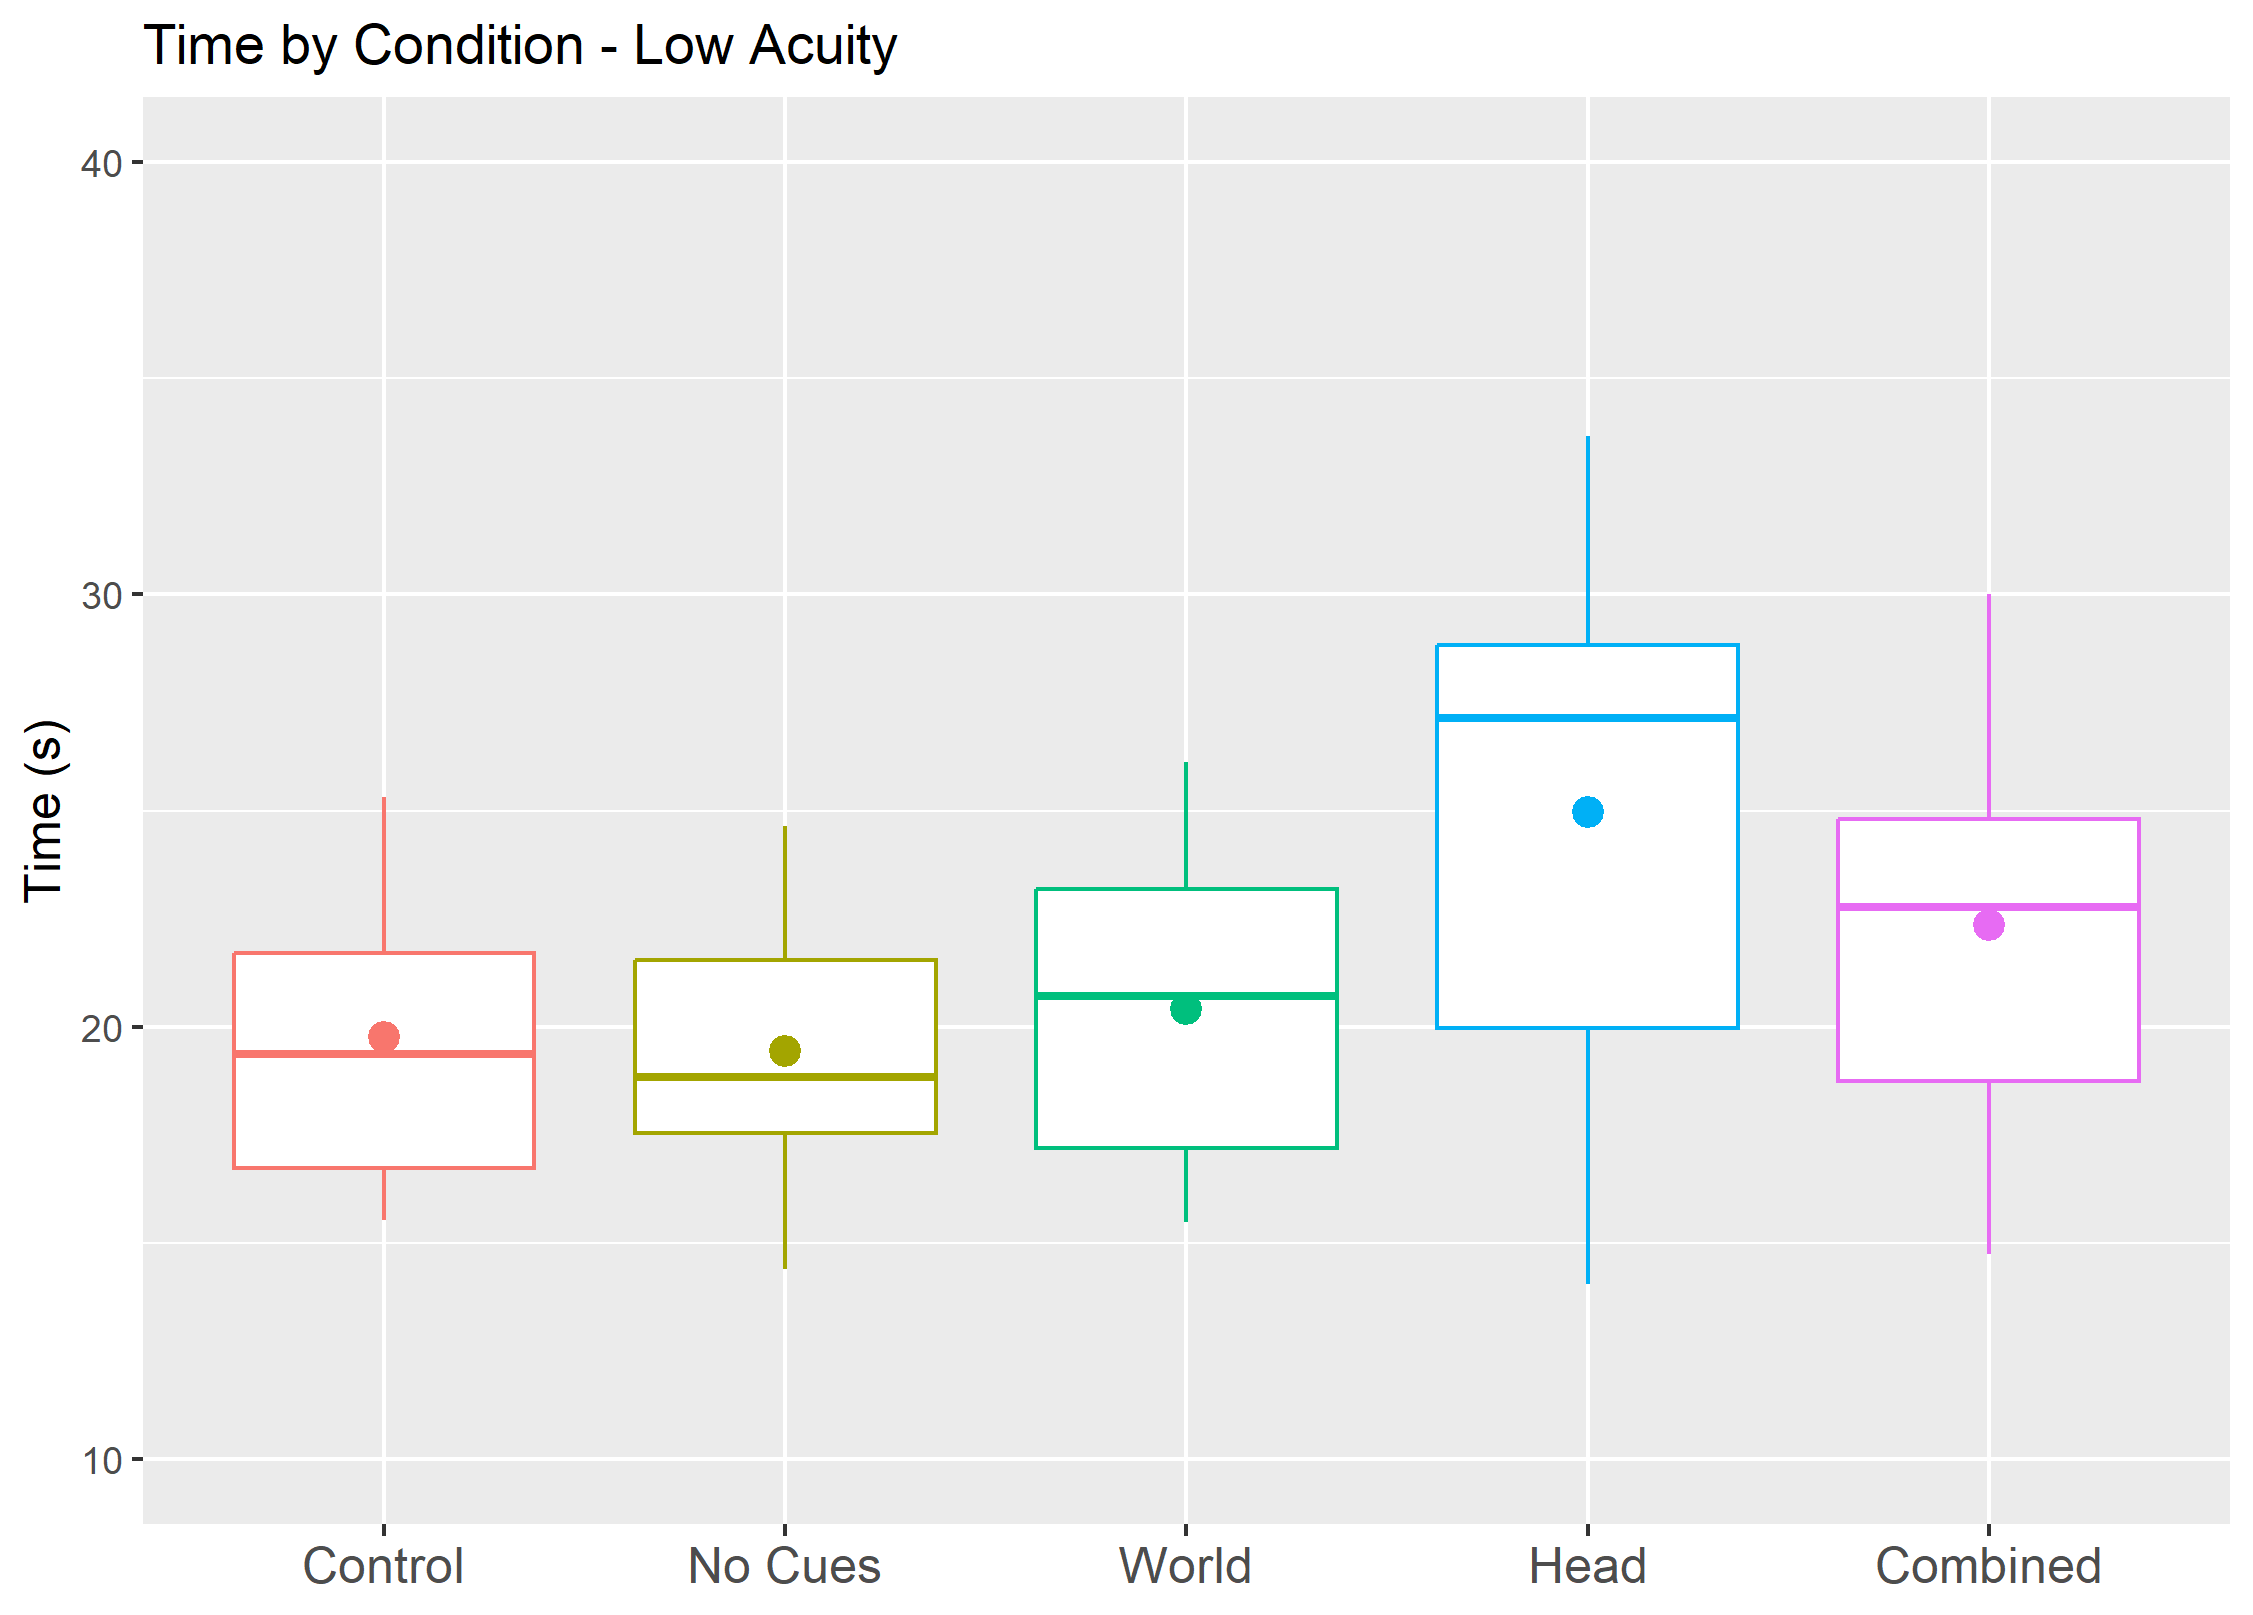 Time by Condition - Low Acuity
40
30
20
10
Time (s)
Control
No Cues
World
Head
Combined